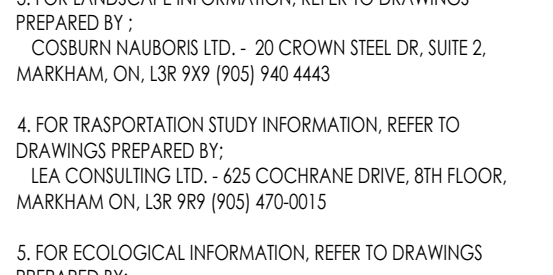 3. FOR LANDSCAPE INFORMATION, REFER TO DRAWINGS
PREPARED BY ;
COSBURN NAUBORIS LTD. - 20 CROWN STEEL DR, SUITE 2,
MARKHAM, ON, L3R 9X9 (905) 940 4443
4. FOR TRASPORTATION STUDY INFORMATION, REFER TO
DRAWINGS PREPARED BY;
LEA CONSULTING LTD. - 625 COCHRANE DRIVE, 8TH FLOOR,
MARKHAM ON, L3R 9R9 (905) 470-0015
5. FOR ECOLOGICAL INFORMATION, REFER TO DRAWINGS
PREPARED BY;